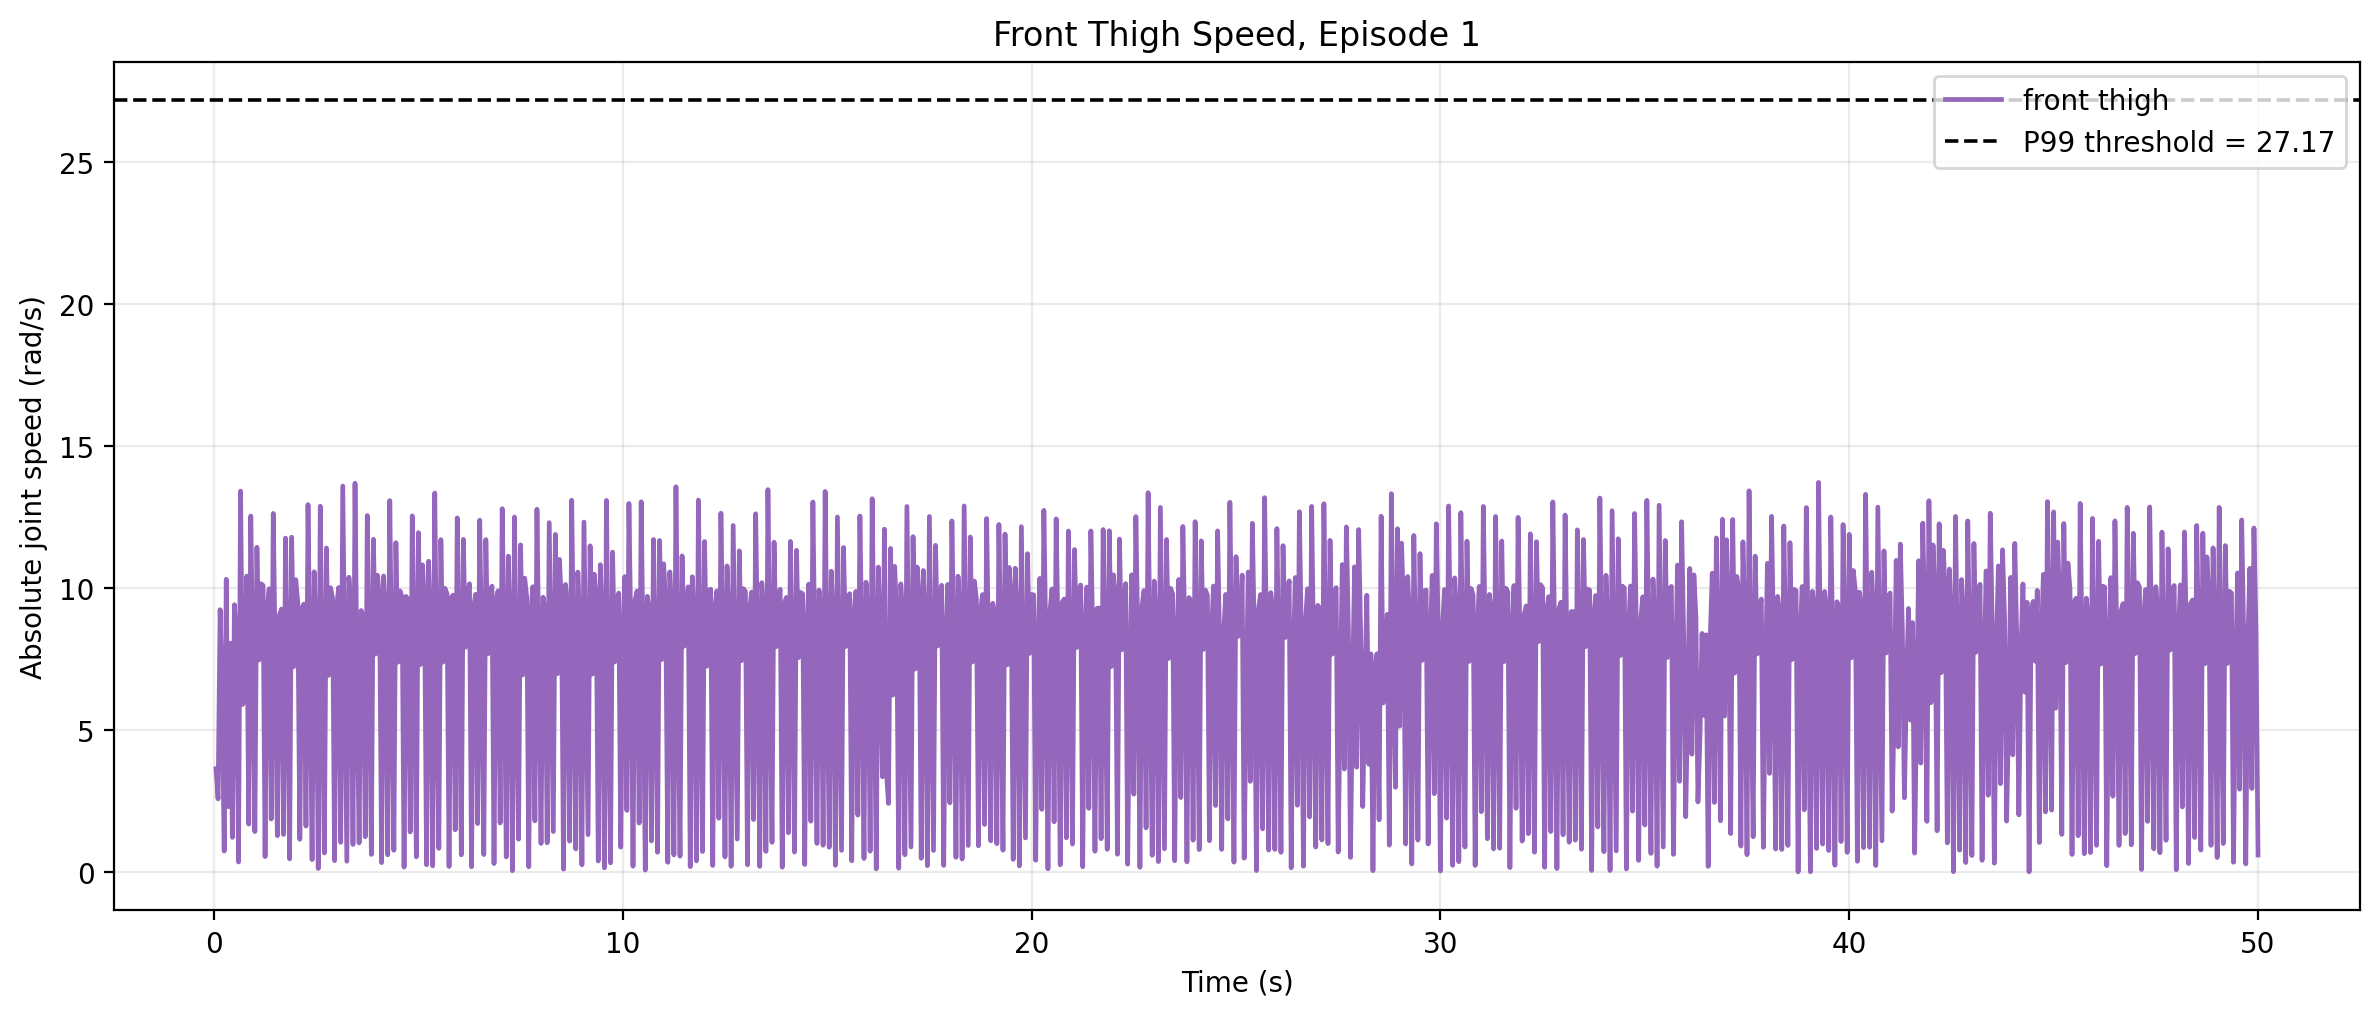 Front Thigh Speed, Episode 1
front thigh
P99 threshold = 27.17
Absolute joint speed (rad/s)
25
20
15
10
5
0
0
10
20
30
40
50
Time (s)